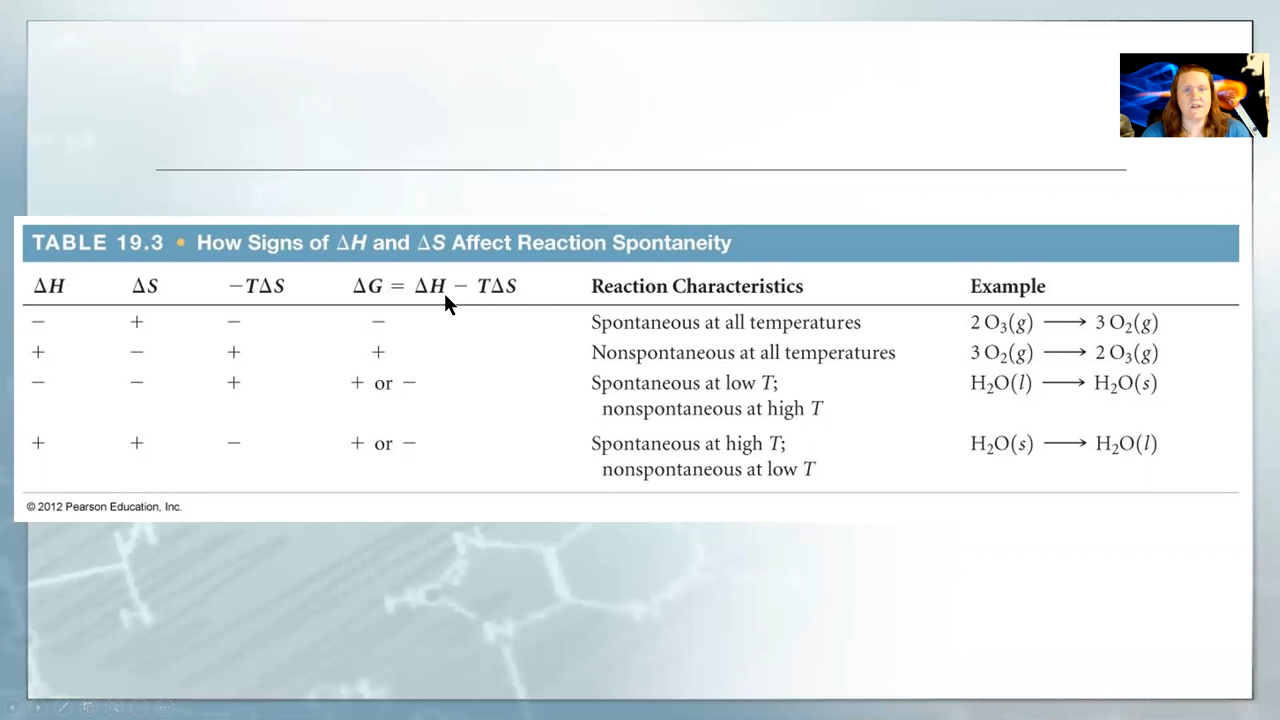 TABLE 19.3 • How Signs of ΔH and ΔS Affect Reaction Spontaneity
ΔH ΔS −TΔS ΔG = ΔH − TΔS Reaction Characteristics Example
− + − − Spontaneous at all temperatures 2 O₃(g) ⟶ 3 O₂(g)
+ − + + Nonspontaneous at all temperatures 3 O₂(g) ⟶ 2 O₃(g)
− − + + or − Spontaneous at low T; H₂O(l) ⟶ H₂O(s)
nonspontaneous at high T
+ + − + or − Spontaneous at high T; H₂O(s) ⟶ H₂O(l)
nonspontaneous at low T
© 2012 Pearson Education, Inc.